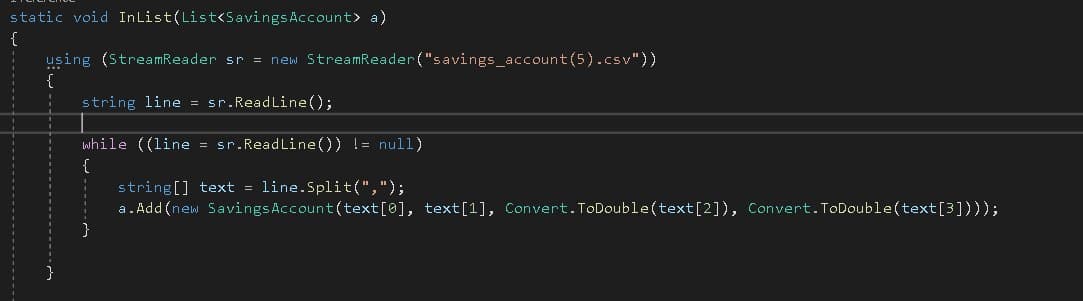 1 reference
static void InList(List<SavingsAccount> a)
{
using (StreamReader sr = new StreamReader("savings_account(5).csv"))
{
string line = sr.ReadLine();
while ((line = sr.ReadLine()) != null)
{
string[] text = line.Split(",");
a.Add(new SavingsAccount(text[0], text[1], Convert.ToDouble(text[2]), Convert.ToDouble(text[3])));
}
}